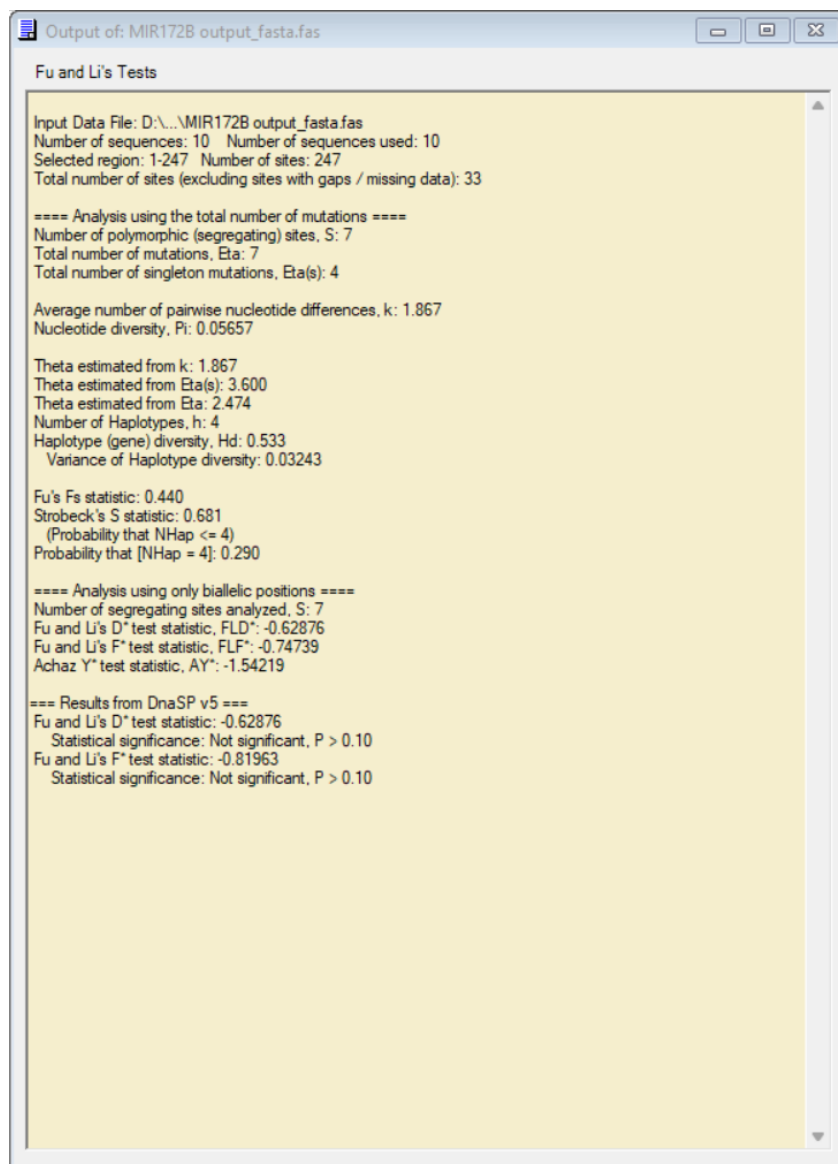 Output of: MIR172B output_fasta.fas
Fu and Li's Tests
Input Data File: D:\...\MIR172B output_fasta.fas
Number of sequences: 10    Number of sequences used: 10
Selected region: 1-247   Number of sites: 247
Total number of sites (excluding sites with gaps / missing data): 33
==== Analysis using the total number of mutations ====
Number of polymorphic (segregating) sites, S: 7
Total number of mutations, Eta: 7
Total number of singleton mutations, Eta(s): 4
Average number of pairwise nucleotide differences, k: 1.867
Nucleotide diversity, Pi: 0.05657
Theta estimated from k: 1.867
Theta estimated from Eta(s): 3.600
Theta estimated from Eta: 2.474
Number of Haplotypes, h: 4
Haplotype (gene) diversity, Hd: 0.533
Variance of Haplotype diversity: 0.03243
Fu's Fs statistic: 0.440
Strobeck's S statistic: 0.681
(Probability that NHap <= 4)
Probability that [NHap = 4]: 0.290
==== Analysis using only biallelic positions ====
Number of segregating sites analyzed, S: 7
Fu and Li's D* test statistic, FLD*: -0.62876
Fu and Li's F* test statistic, FLF*: -0.74739
Achaz Y* test statistic, AY*: -1.54219
=== Results from DnaSP v5 ===
Fu and Li's D* test statistic: -0.62876
Statistical significance: Not significant, P > 0.10
Fu and Li's F* test statistic: -0.81963
Statistical significance: Not significant, P > 0.10